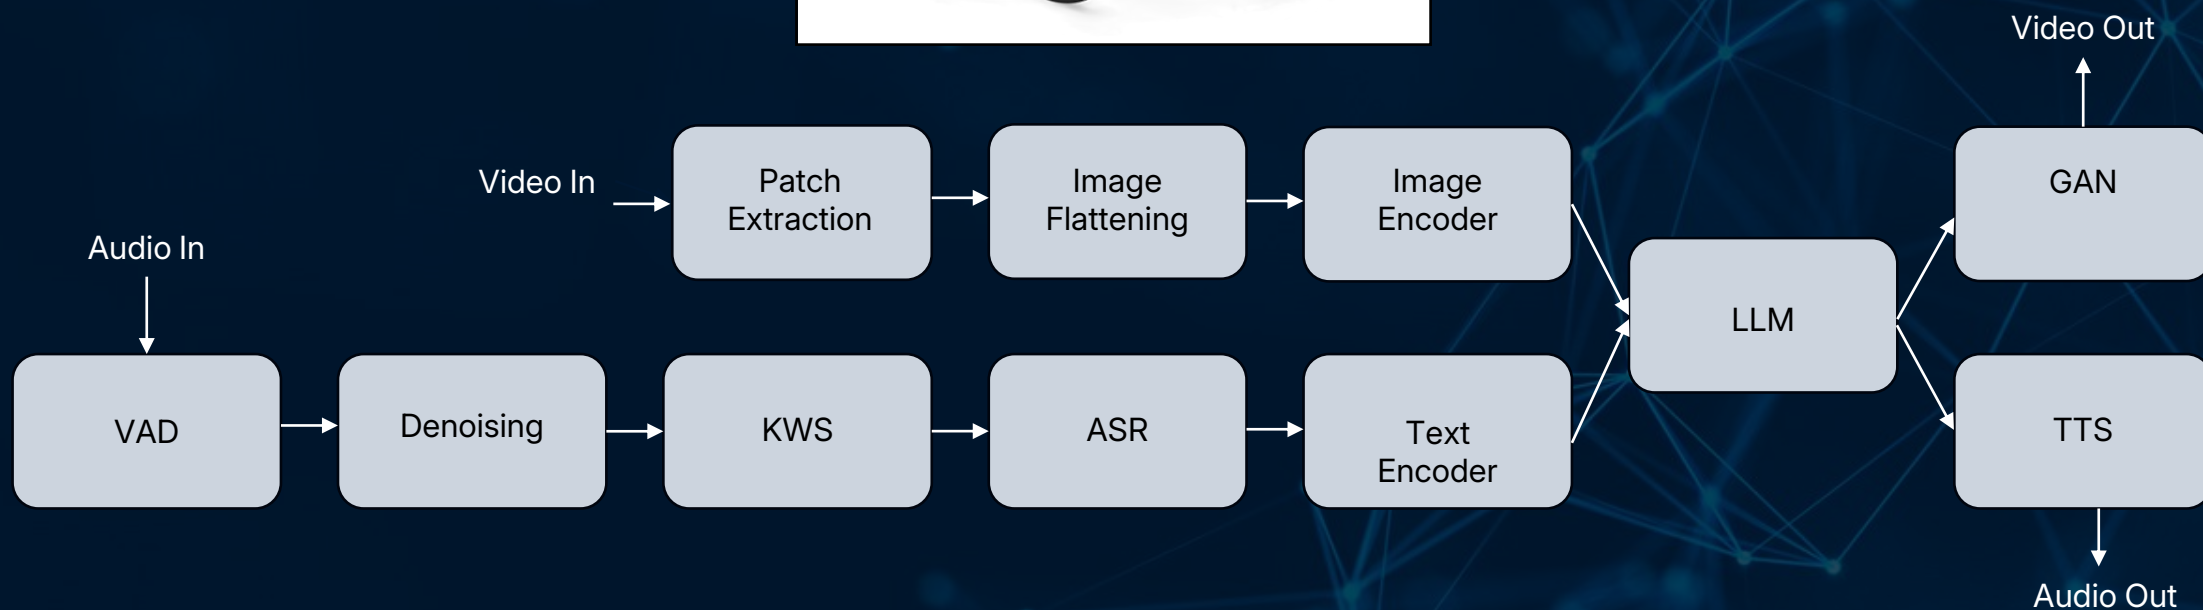 Video Out
Video In
Patch
Extraction
Image
Flattening
Image
Encoder
GAN
Audio In
LLM
VAD
Denoising
KWS
ASR
Text
Encoder
TTS
Audio Out